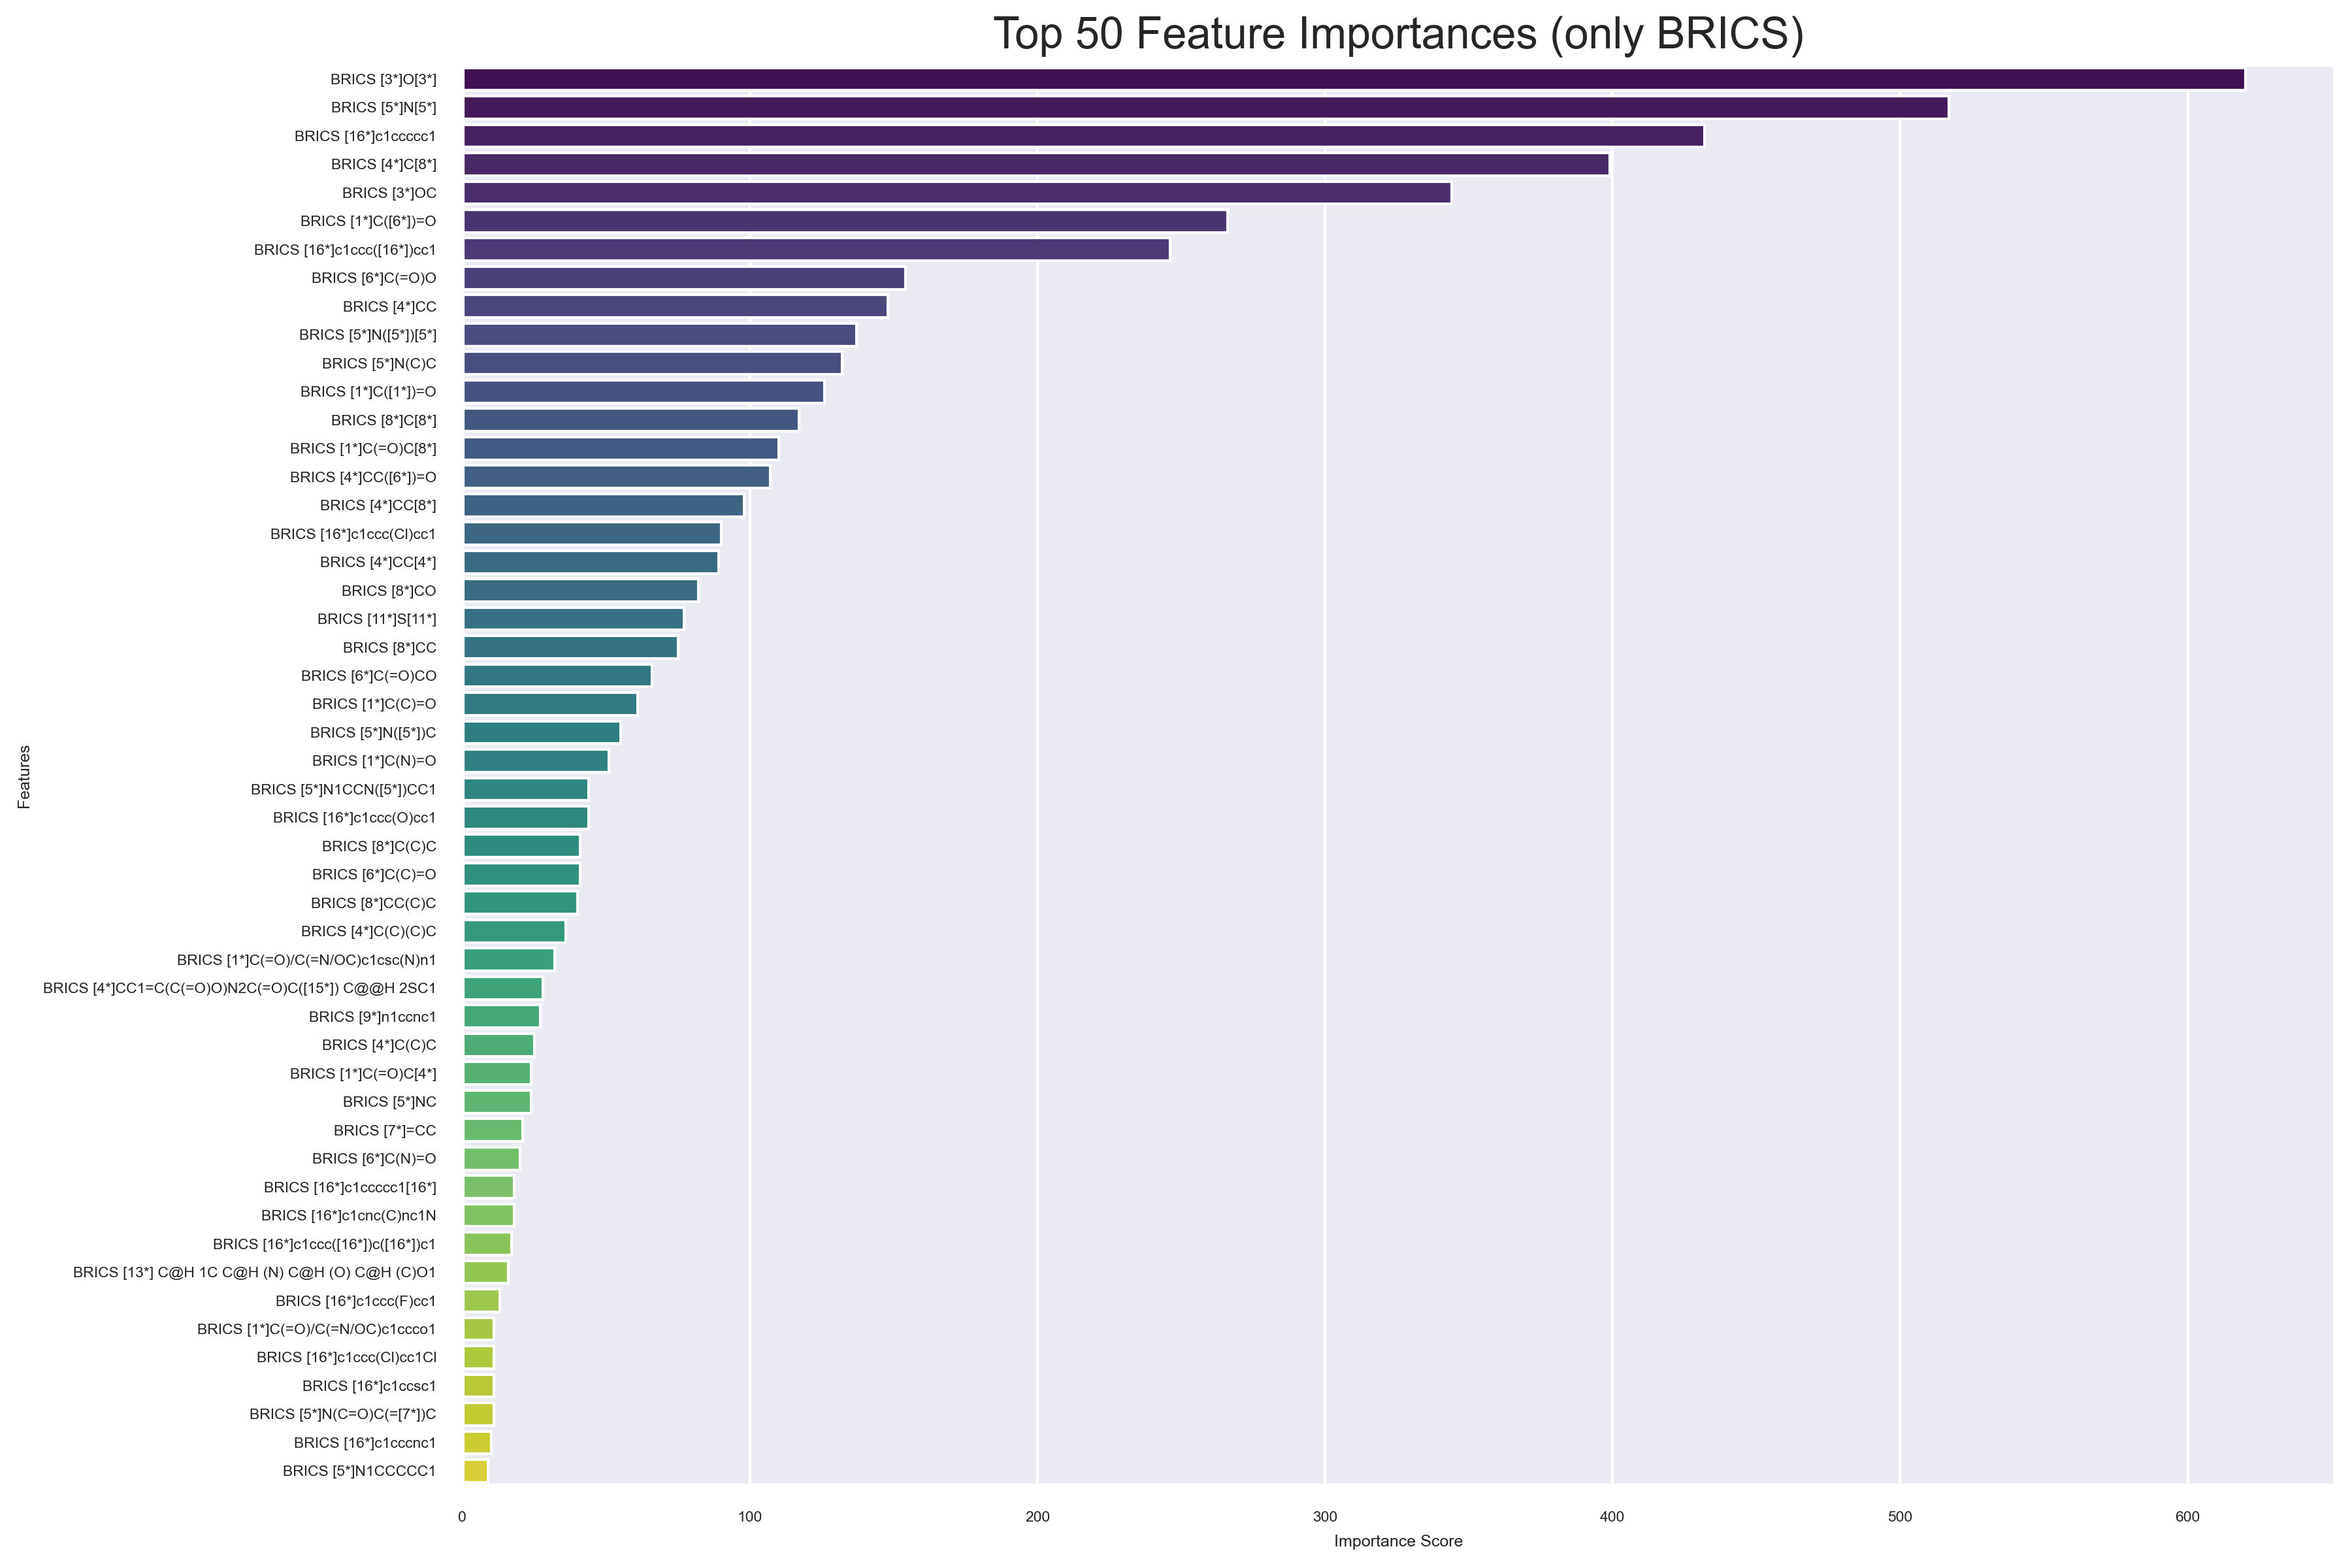 Top 50 Feature Importances (only BRICS)
BRICS [3*]O[3*]
BRICS [5*]N[5*]
BRICS [16*]c1ccccc1
BRICS [4*]C[8*]
BRICS [3*]OC
BRICS [1*]C([6*])=O
BRICS [16*]c1ccc([16*])cc1
BRICS [6*]C(=O)O
BRICS [4*]CC
BRICS [5*]N([5*])[5*]
BRICS [5*]N(C)C
BRICS [1*]C([1*])=O
BRICS [8*]C[8*]
BRICS [1*]C(=O)C[8*]
BRICS [4*]CC([6*])=O
BRICS [4*]CC[8*]
BRICS [16*]c1ccc(Cl)cc1
BRICS [4*]CC[4*]
BRICS [8*]CO
BRICS [11*]S[11*]
BRICS [8*]CC
BRICS [6*]C(=O)CO
BRICS [1*]C(C)=O
BRICS [5*]N([5*])C
BRICS [1*]C(N)=O
BRICS [5*]N1CCN([5*])CC1
BRICS [16*]c1ccc(O)cc1
BRICS [8*]C(C)C
BRICS [6*]C(C)=O
BRICS [8*]CC(C)C
BRICS [4*]C(C)(C)C
BRICS [1*]C(=O)/C(=N/OC)c1csc(N)n1
BRICS [4*]CC1=C(C(=O)O)N2C(=O)C([15*]) C@@H 2SC1
BRICS [9*]n1ccnc1
BRICS [4*]C(C)C
BRICS [1*]C(=O)C[4*]
BRICS [5*]NC
BRICS [7*]=CC
BRICS [6*]C(N)=O
BRICS [16*]c1ccccc1[16*]
BRICS [16*]c1cnc(C)nc1N
BRICS [16*]c1ccc([16*])c([16*])c1
BRICS [13*] C@H 1C C@H (N) C@H (O) C@H (C)O1
BRICS [16*]c1ccc(F)cc1
BRICS [1*]C(=O)/C(=N/OC)c1ccco1
BRICS [16*]c1ccc(Cl)cc1Cl
BRICS [16*]c1ccsc1
BRICS [5*]N(C=O)C(=[7*])C
BRICS [16*]c1cccnc1
BRICS [5*]N1CCCCC1
Features
0 100 200 300 400 500 600
Importance Score